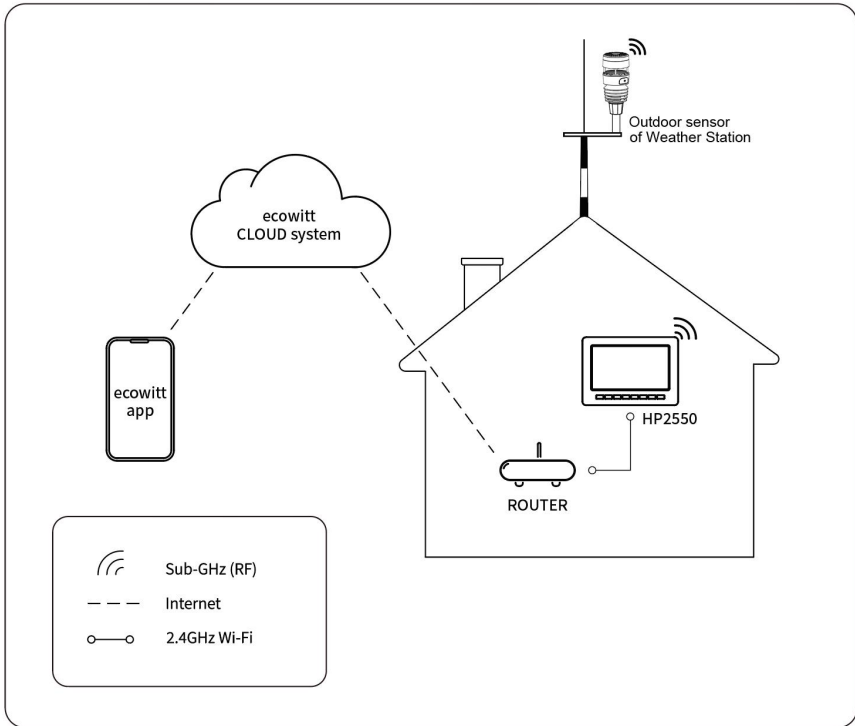 Outdoor sensor
of Weather Station
ecowitt
CLOUD system
ecowitt
app
HP2550
ROUTER
Sub-GHz (RF)
Internet
2.4GHz Wi-Fi